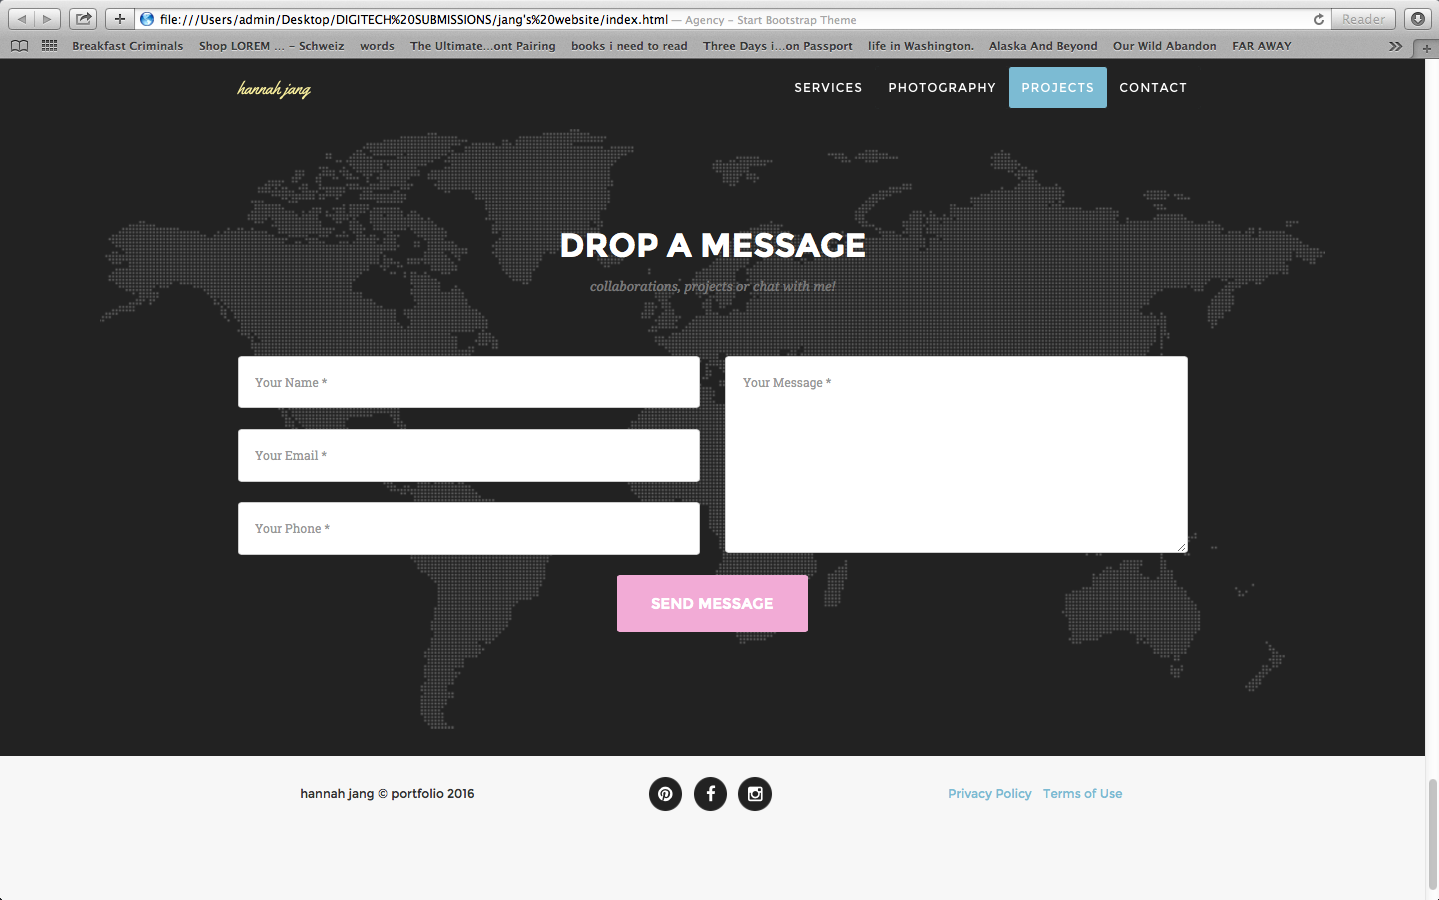 file:///Users/admin/Desktop/DIGITECH%20SUBMISSIONS/jang's%20website/index.html — Agency – Start Bootstrap Theme
Reader
Breakfast Criminals Shop LOREM ... – Schweiz words The Ultimate...ont Pairing books i need to read Three Days i...on Passport life in Washington. Alaska And Beyond Our Wild Abandon FAR AWAY
hannah jang SERVICES PHOTOGRAPHY PROJECTS CONTACT
DROP A MESSAGE
collaborations, projects or chat with me!
Your Name *
Your Email *
Your Phone *
Your Message *
SEND MESSAGE
hannah jang © portfolio 2016 Privacy Policy Terms of Use